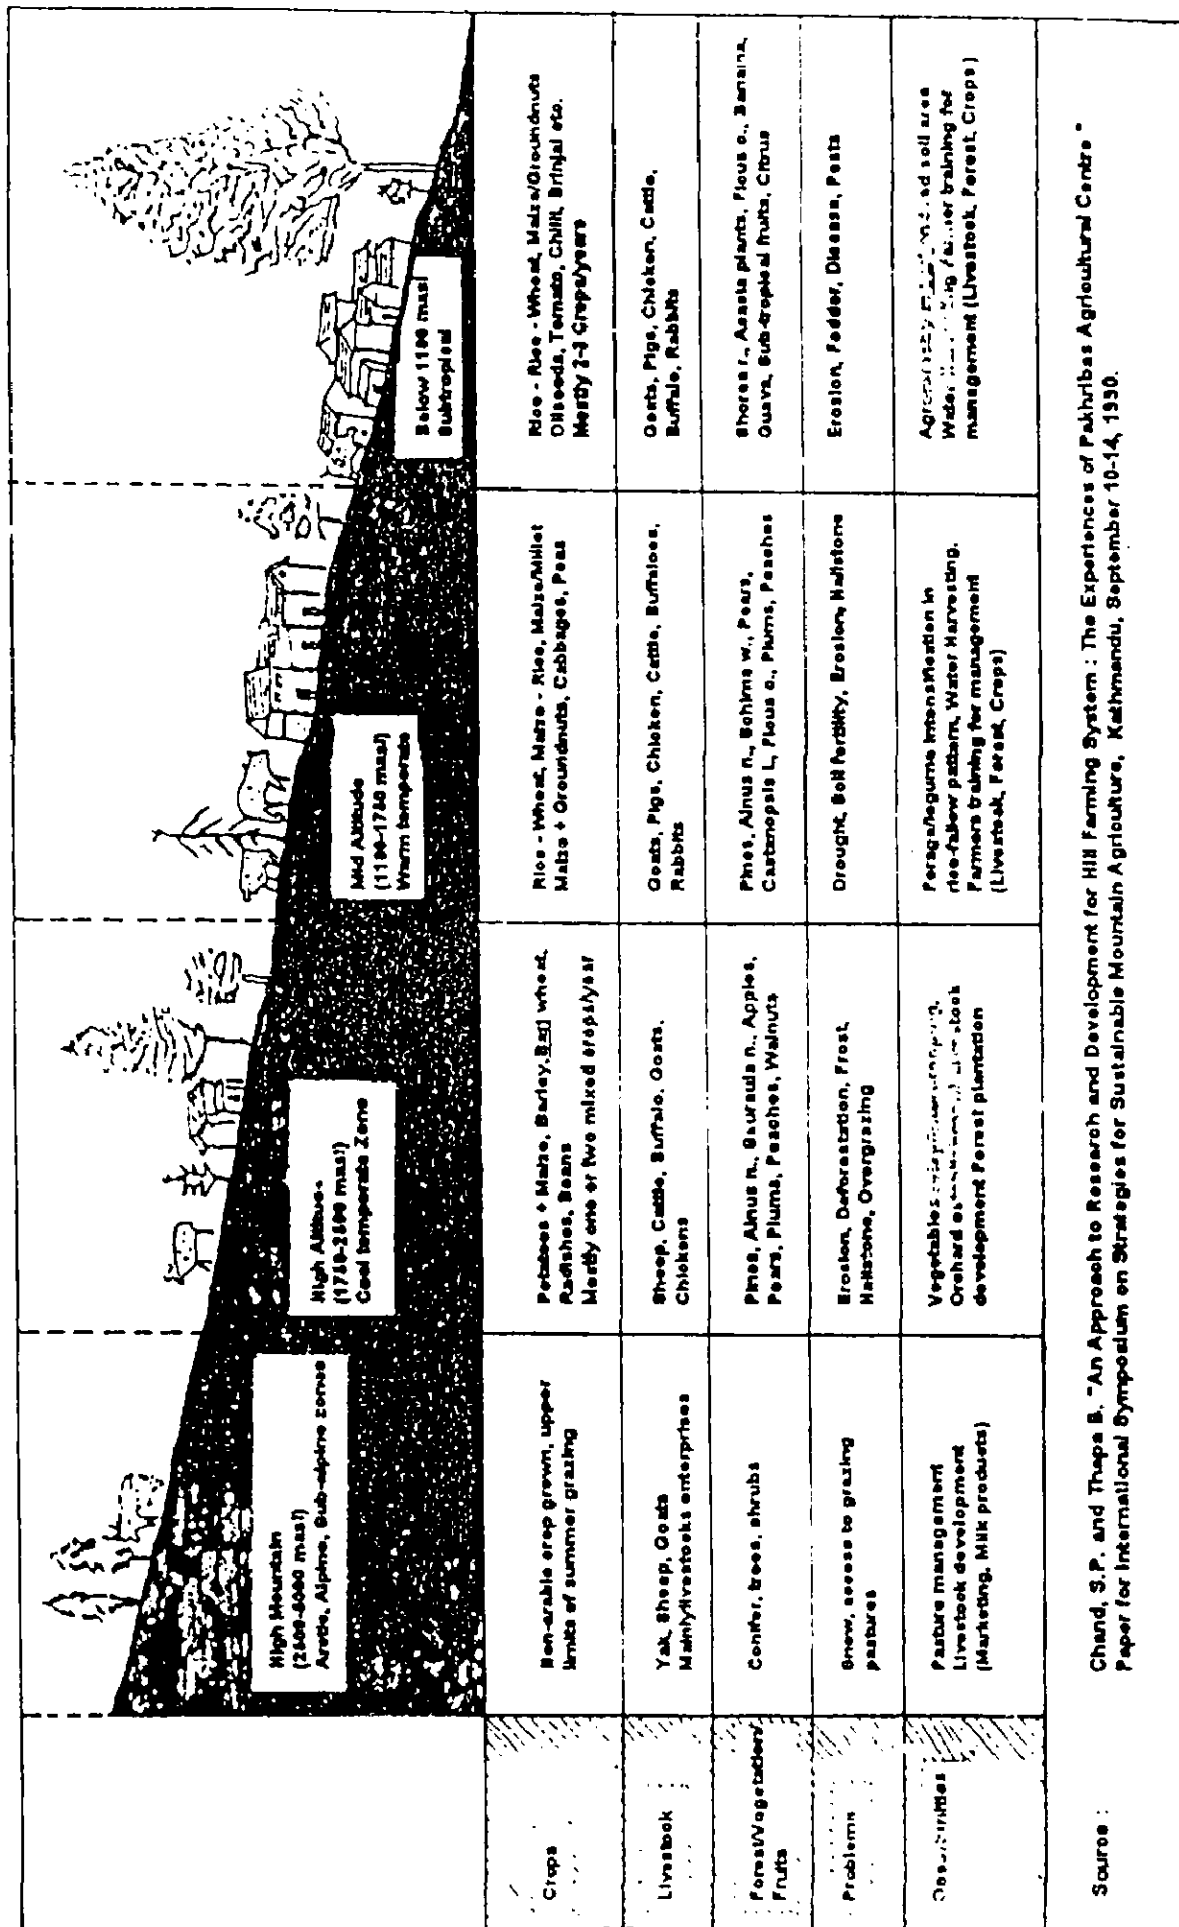 High Mountain
(2500-5000 masl)
Arctic, Alpine, Sub-alpine zones
High Altitudes
(1750-2500 masl)
Cool temperate Zone
Mid Altitude
(1100-1750 masl)
Warm temperate
Below 1100 masl
Subtropical
Crops
Non-arable crop grown, upper
limits of summer grazing
Potatoes + Maize, Barley, wheat,
Radishes, Beans
Mostly one or two mixed crops/year
Rice - Wheat, Maize - Rice, Maize/Millet
Maize + Groundnuts, Cabbages, Peas
Rice - Rice - Wheat, Maize/Groundnuts
Oilseeds, Tomato, Chilli, Brinjal etc.
Mostly 2-3 Crops/years
Livestock
Yak, Sheep, Goats
Mainly/livestocks enterprises
Sheep, Cattle, Buffalo, Goats,
Chickens
Goats, Pigs, Chicken, Cattle, Buffaloes,
Rabbits
Goats, Pigs, Chicken, Cattle,
Buffalo, Rabbits
Forest/Vegetation/
Fruits
Conifer, trees, shrubs
Pines, Alnus n., Sauraula n., Apples,
Pears, Plums, Peaches, Walnuts
Pines, Alnus n., Schima w., Pears,
Castanopsis L, Ficus c., Plums, Peaches
Shorea r., Acasia plants, Ficus c., Banana,
Guava, Sub-tropical fruits, Citrus
Problems
Snow, access to grazing
pastures
Erosion, Deforestation, Frost,
Hailstone, Overgrazing
Drought, Soil fertility, Erosion, Hailstone
Erosion, Fodder, Disease, Pests
Pasture management
Livestock development
(Marketing, Milk products)
Vegetables
Orchard
development Forest plantation
Forage/legume intensification in
rice-fallow pattern, Water Harvesting,
Farmers training for management
(Livestock, Forest, Crops)
soil area
Water training for
management (Livestock, Forest, Crops)
Source :
Chand, S.P. and Thapa B. "An Approach to Research and Development for Hill Farming System : The Experiences of Pakhribas Agricultural Centre"
Paper for International Symposium on Strategies for Sustainable Mountain Agriculture, Kathmandu, September 10-14, 1990.